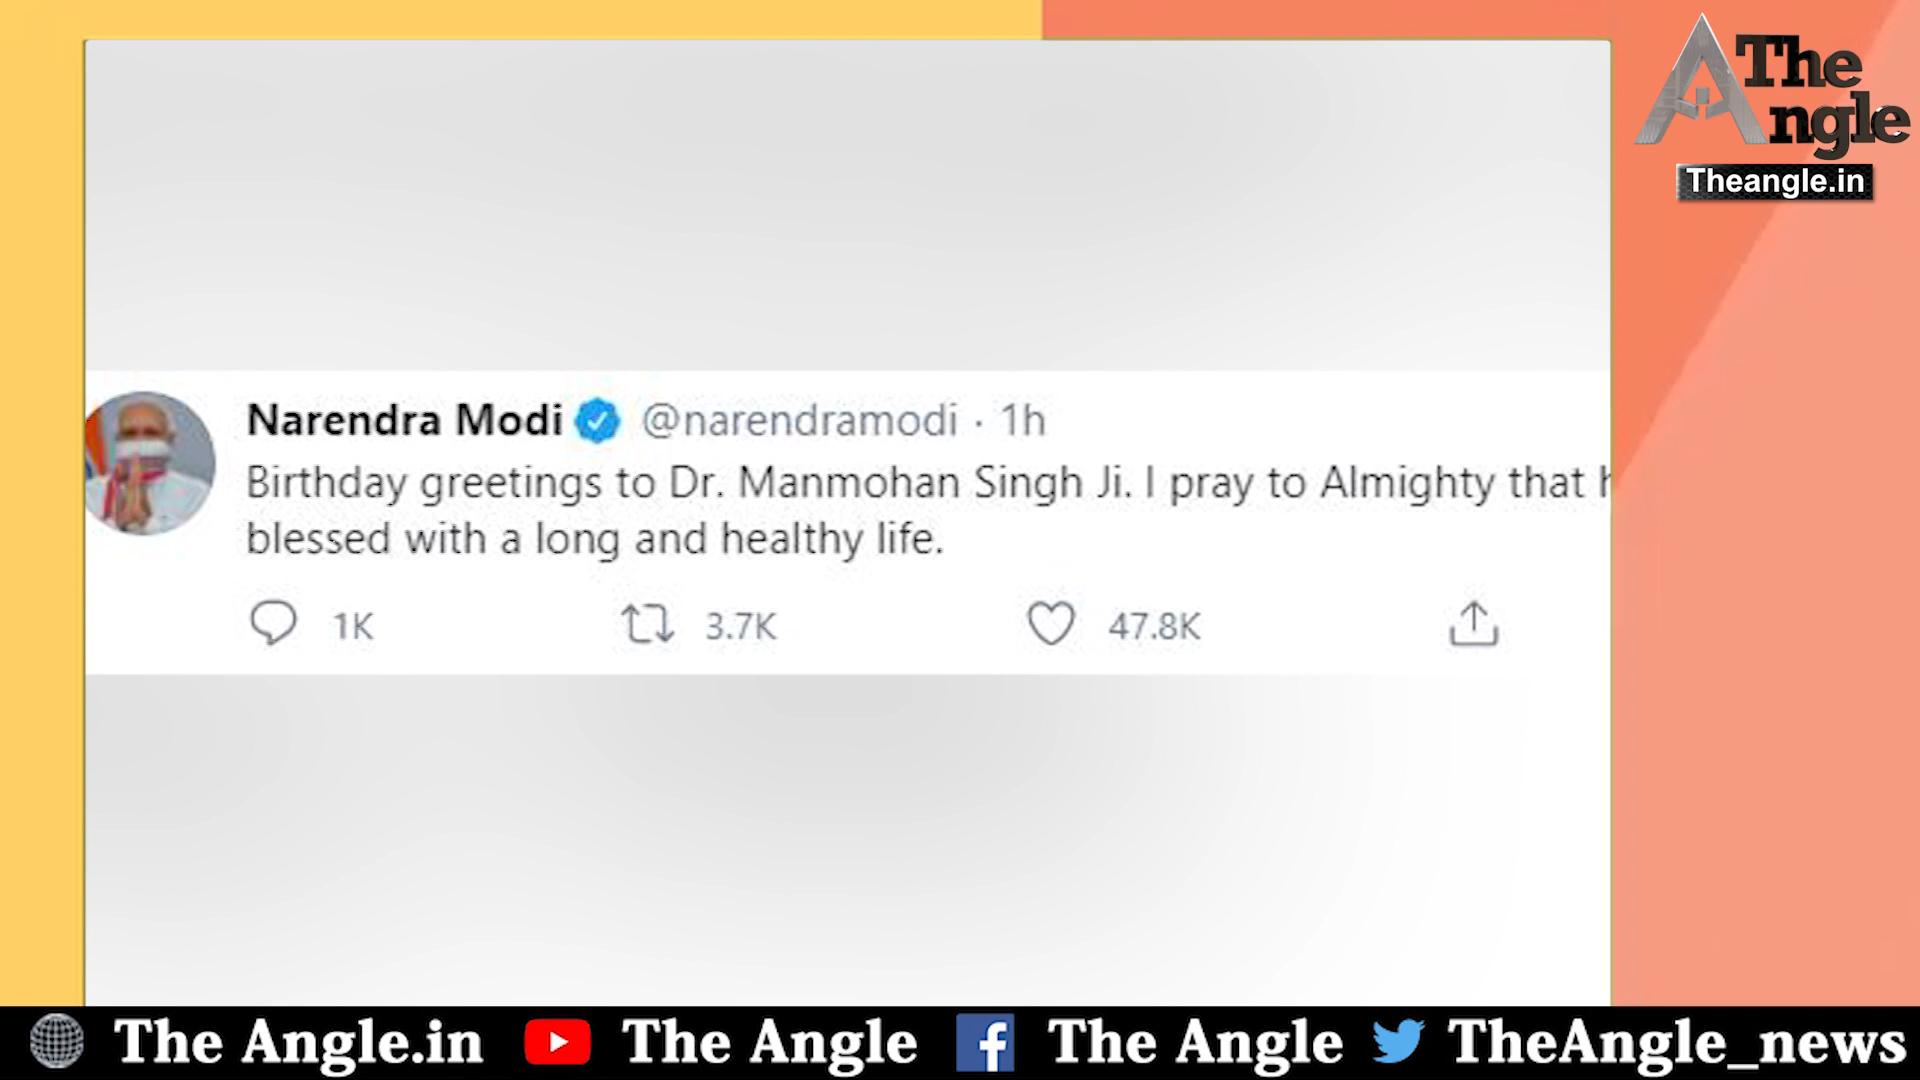 The
Angle
Theangle.in
Narendra Modi @narendramodi · 1h
Birthday greetings to Dr. Manmohan Singh Ji. I pray to Almighty that
blessed with a long and healthy life.
1K 3.7K 47.8K
The Angle.in The Angle The Angle TheAngle_news